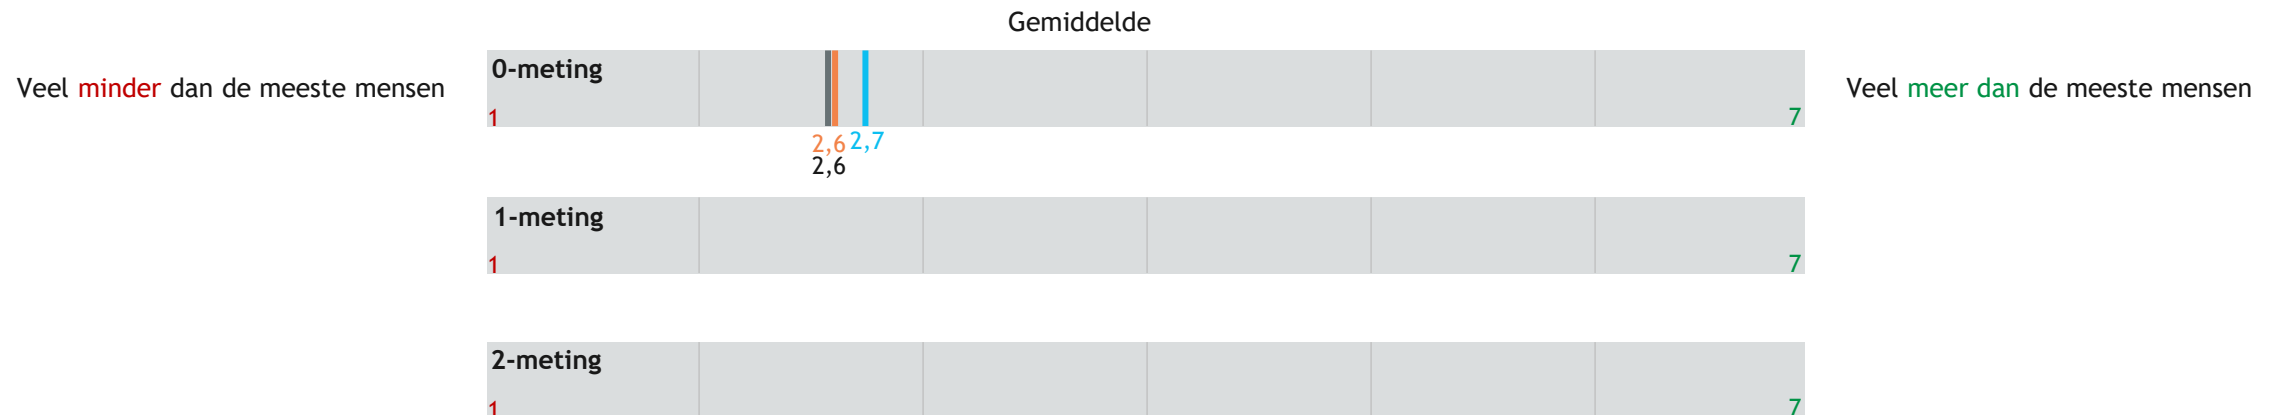 Gemiddelde
0-meting
Veel minder dan de meeste mensen
Veel meer dan de meeste mensen
1
7
2,6 2,7
2,6
1-meting
1
7
2-meting
1
7